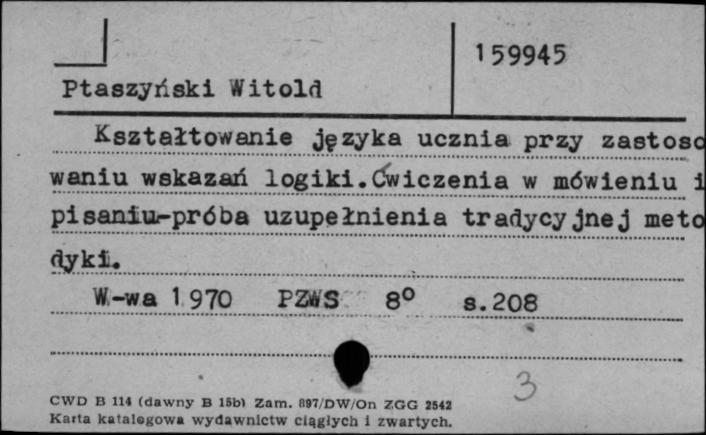 159945
Ptaszyński Witold
Kształtowanie języka ucznia przy zastoso
waniu wskazań logiki.Ćwiczenia w mówieniu i
pisaniu-próba uzupełnienia tradycyjnej meto
dyki.
W-wa 1970 PZWS 8° s.208
3
CWD B 114 (dawny B 15b) Zam. 897/DW/On ZGG 2542
Karta katalogowa wydawnictw ciągłych i zwartych.